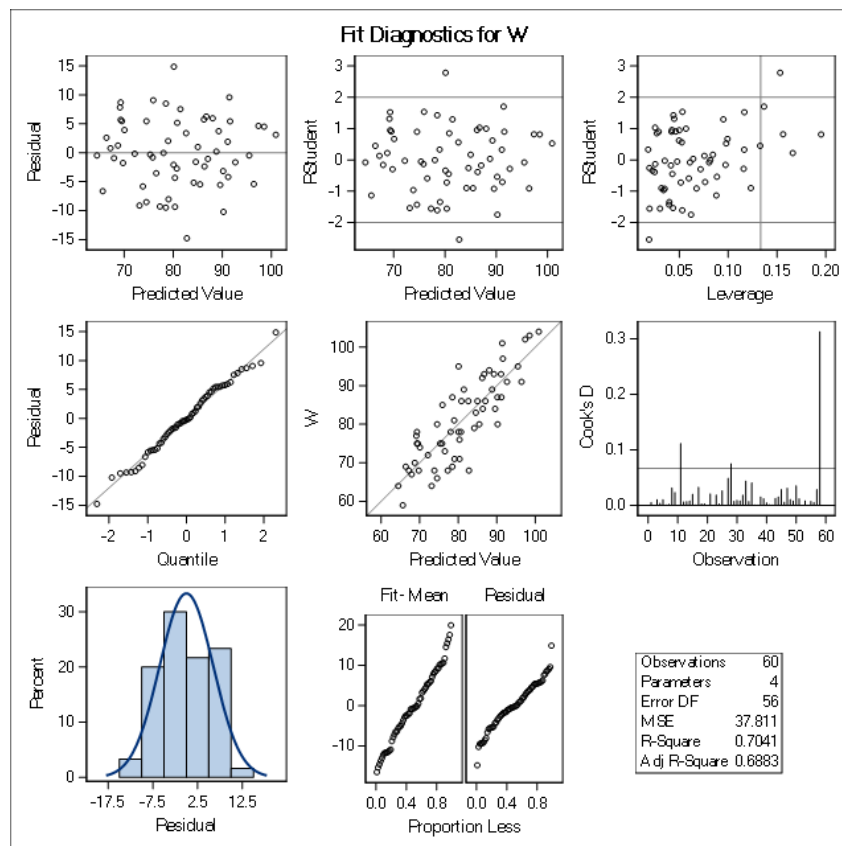 Fit Diagnostics for W
15
10
5
0
-5
-10
-15
Residual
70 80 90 100
Predicted Value
3
2
1
0
-1
-2
RStudent
70 80 90 100
Predicted Value
3
2
1
0
-1
-2
RStudent
0.05 0.10 0.15 0.20
Leverage
15
10
5
0
-5
-10
-15
Residual
-2 -1 0 1 2
Quantile
100
90
80
70
60
W
60 70 80 90 100
Predicted Value
0.3
0.2
0.1
0.0
Cook's D
0 10 20 30 40 50 60
Observation
30
20
10
0
Percent
-17.5 -7.5 2.5 12.5
Residual
Fit-Mean Residual
20
10
0
-10
0.0 0.4 0.8 0.0 0.4 0.8
Proportion Less
Observations 60
Parameters 4
Error DF 56
MSE 37.811
R-Square 0.7041
Adj R-Square 0.6883